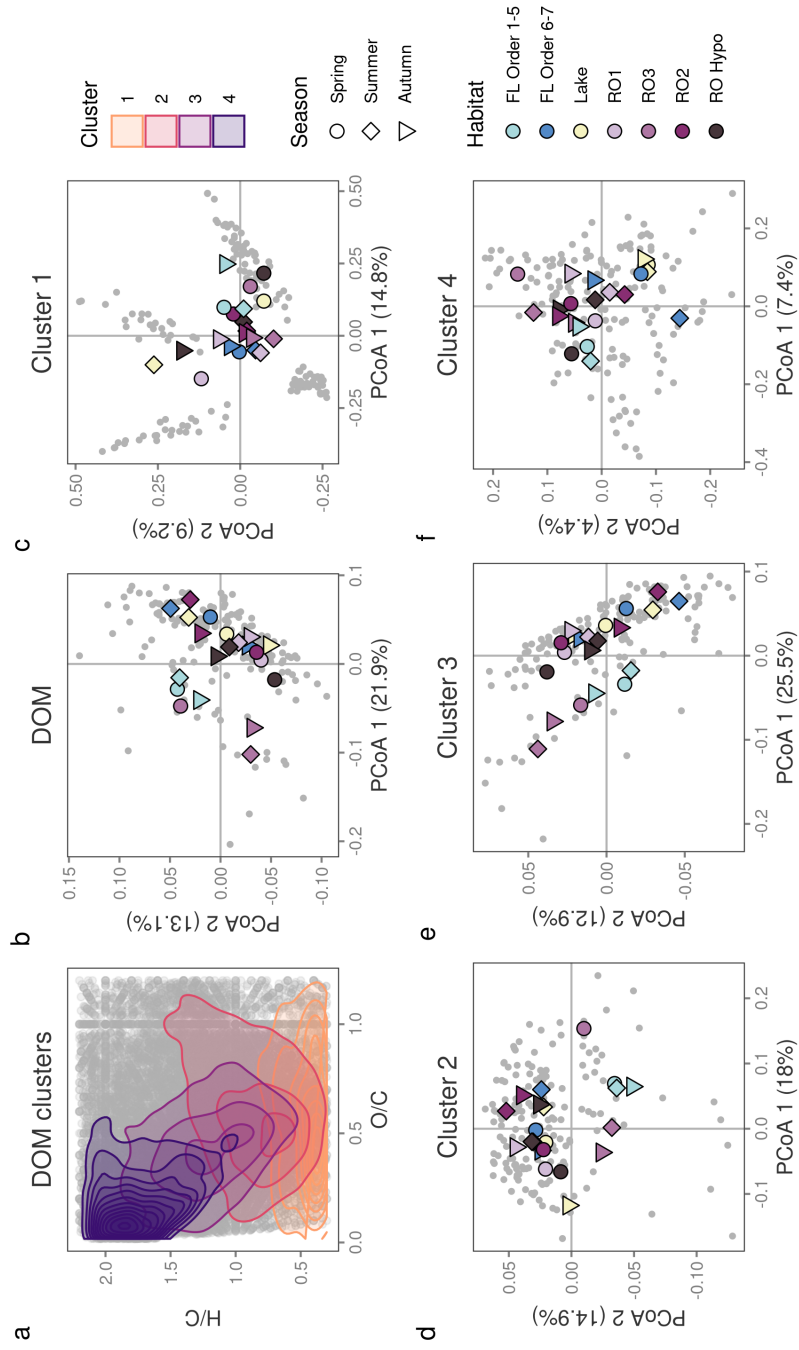 a
DOM clusters
2.0
1.5
1.0
0.5
H/C
0.0
0.5
1.0
O/C
b
DOM
0.15
0.10
0.05
0.00
-0.05
-0.10
PCoA 2 (13.1%)
-0.2
-0.1
0.0
0.1
PCoA 1 (21.9%)
c
Cluster 1
0.50
0.25
0.00
-0.25
PCoA 2 (9.2%)
-0.25
0.00
0.25
0.50
PCoA 1 (14.8%)
Cluster
1
2
3
4
Season
Spring
Summer
Autumn
d
Cluster 2
0.05
0.00
-0.05
-0.10
PCoA 2 (14.9%)
-0.1
0.0
0.1
0.2
PCoA 1 (18%)
e
Cluster 3
0.05
0.00
-0.05
PCoA 2 (12.9%)
-0.2
-0.1
0.0
0.1
PCoA 1 (25.5%)
f
Cluster 4
0.2
0.1
0.0
-0.1
-0.2
PCoA 2 (4.4%)
-0.4
-0.2
0.0
0.2
PCoA 1 (7.4%)
Habitat
FL Order 1-5
FL Order 6-7
Lake
RO1
RO3
RO2
RO Hypo